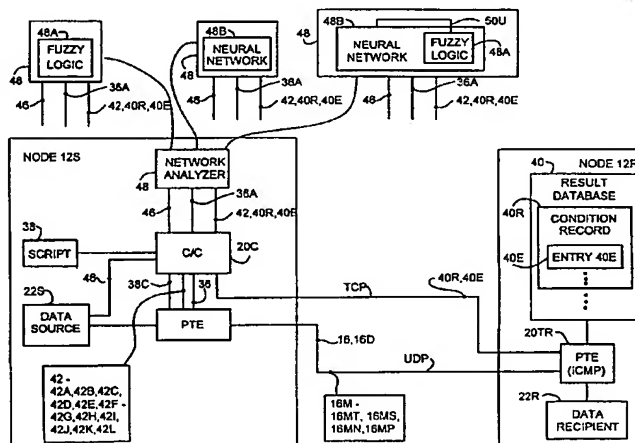 48A
FUZZY LOGIC
48
46
36A
42,40R,40E
48B
NEURAL NETWORK
48
46
36A
42,40R,40E
50U
48B
48
NEURAL NETWORK
FUZZY LOGIC
48A
46
36A
42,40R,40E
NODE 12S
NETWORK ANALYZER
48
36A
46
42,40R,40E
C/C
20C
38
SCRIPT
46
22S
DATA SOURCE
38C
36
PTE
42 -
42A, 42B, 42C,
42D, 42E, 42F -
42G, 42H, 42I,
42J, 42K, 42L
TCP
40R, 40E
16, 16D
UDP
16M -
16MT, 16MS,
16MN, 16MP
40
RESULT DATABASE
40R
CONDITION RECORD
40E
ENTRY 40E
20TR
PTE (iCMP)
22R
DATA RECIPIENT